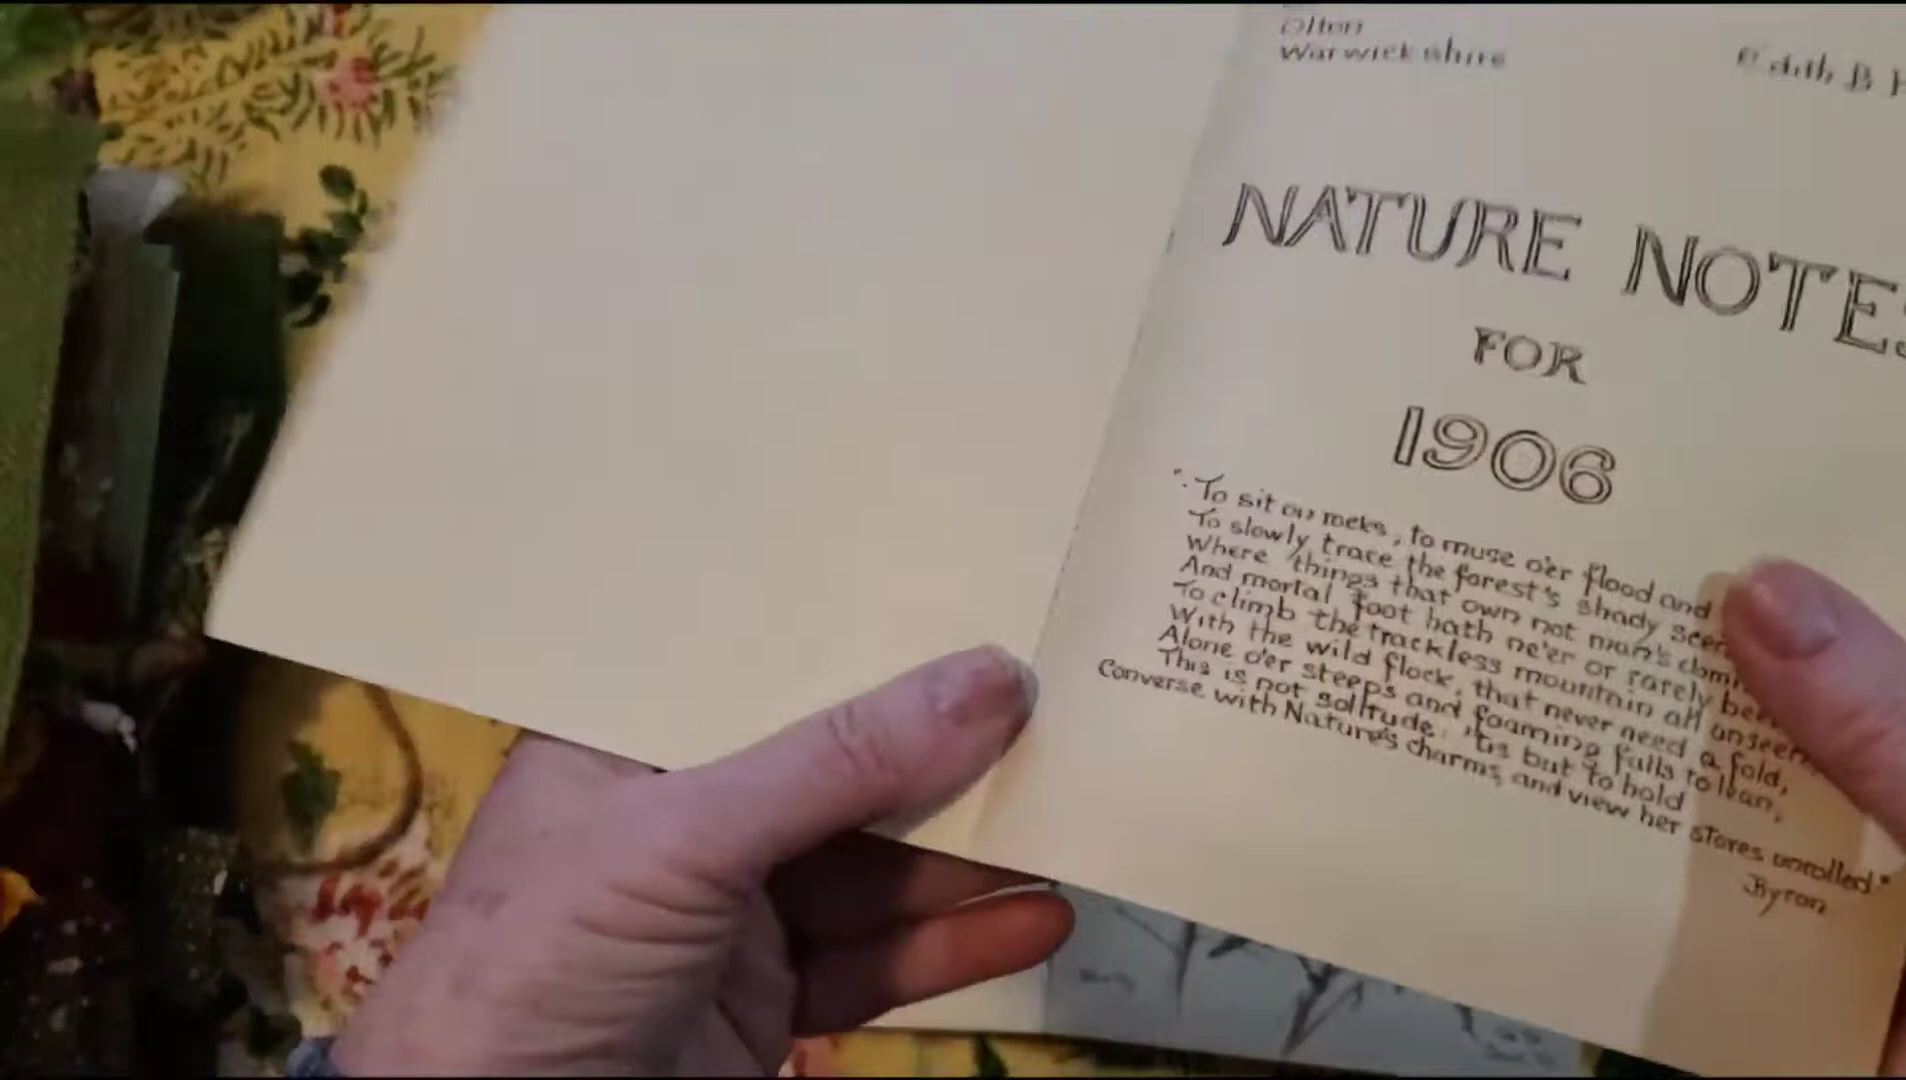 Olton
Warwickshire
Edith B
NATURE NOTES
FOR
1906
"To sit on rocks, to muse o'er flood and
To slowly trace the forest's shady
Where things that own not man's
And mortal foot hath ne'er or rarely
To climb the trackless mountain all unseen,
With the wild flock, that never need a fold,
Alone o'er steeps and foaming falls to lean,
This is not solitude, 'tis but to hold
Converse with Nature's charms, and view her stores unrolled"
Byron